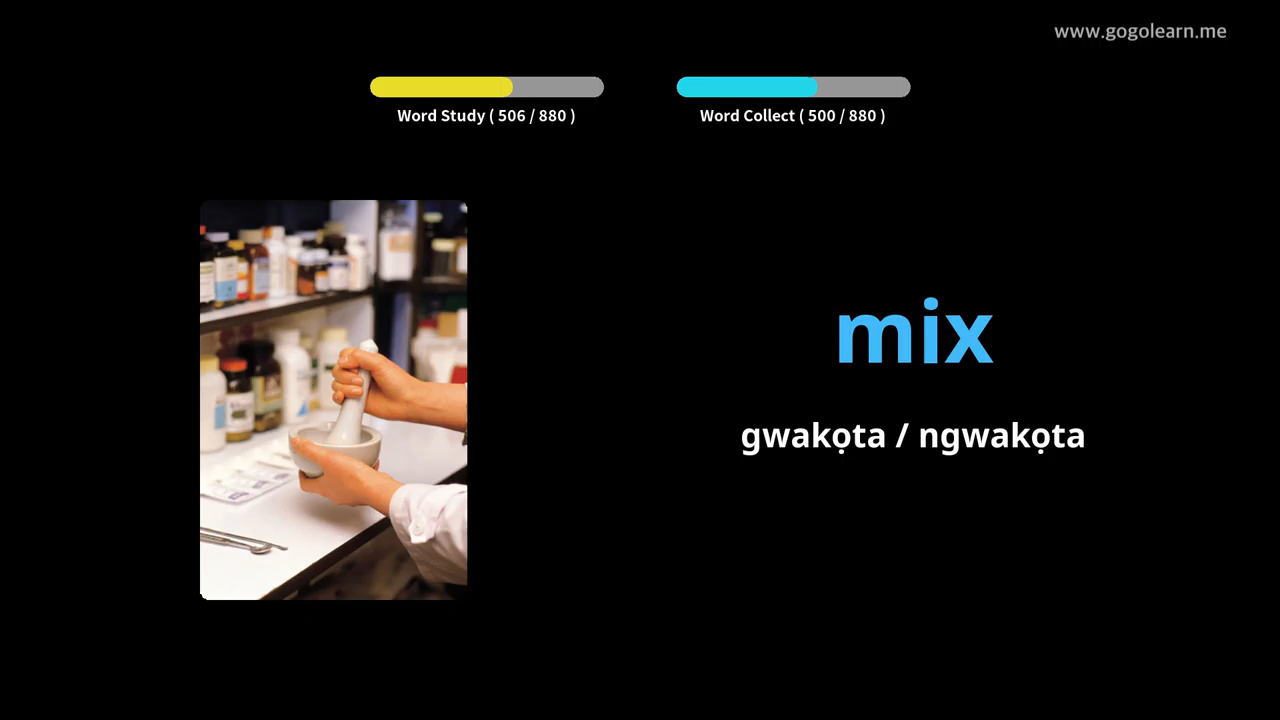 www.gogolearn.me
Word Study ( 506 / 880 )
Word Collect ( 500 / 880 )
mix
gwakọta / ngwakọta